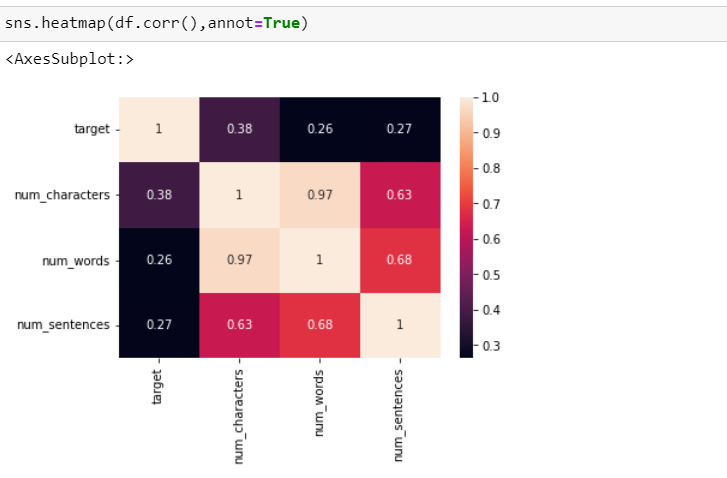 sns.heatmap(df.corr(),annot=True)
<AxesSubplot:>
1.0
target 1 0.38 0.26 0.27
0.9
0.8
num_characters 0.38 1 0.97 0.63
0.7
0.6
num_words 0.26 0.97 1 0.68
0.5
0.4
num_sentences 0.27 0.63 0.68 1
0.3
target
num_characters
num_words
num_sentences